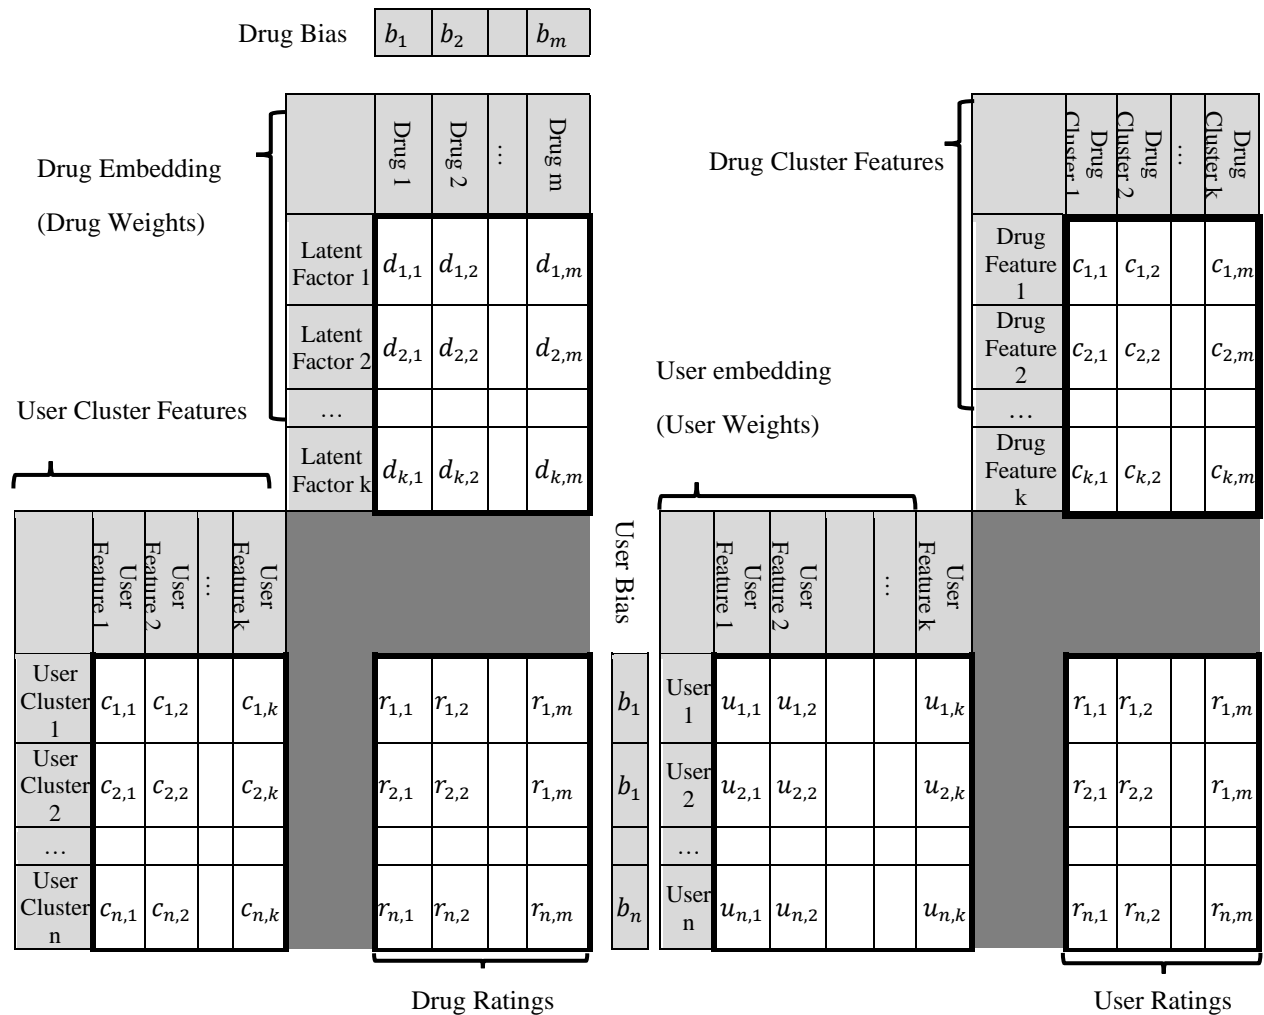 Drug Bias
b1 b2 bm
Drug Embedding
(Drug Weights)
Drug 1
Drug 2
…
Drug m
Latent
Factor 1
d1,1 d1,2 d1,m
Latent
Factor 2
d2,1 d2,2 d2,m
…
Latent
Factor k
dk,1 dk,2 dk,m
User Cluster Features
User
Feature 1
User
Feature 2
…
User
Feature k
User
Cluster
1
c1,1 c1,2 c1,k
User
Cluster
2
c2,1 c2,2 c2,k
…
User
Cluster
n
cn,1 cn,2 cn,k
r1,1 r1,2 r1,m
r2,1 r2,2 r1,m
rn,1 rn,2 rn,m
Drug Ratings
Drug Cluster Features
Drug
Cluster 1
Drug
Cluster 2
…
Drug
Cluster k
Drug
Feature
1
c1,1 c1,2 c1,m
Drug
Feature
2
c2,1 c2,2 c2,m
…
Drug
Feature
k
ck,1 ck,2 ck,m
User embedding
(User Weights)
User Bias
b1
b1
bn
User
Feature 1
User
Feature 2
…
User
Feature k
User
1
u1,1 u1,2 u1,k
User
2
u2,1 u2,2 u2,k
…
User
n
un,1 un,2 un,k
r1,1 r1,2 r1,m
r2,1 r2,2 r1,m
rn,1 rn,2 rn,m
User Ratings